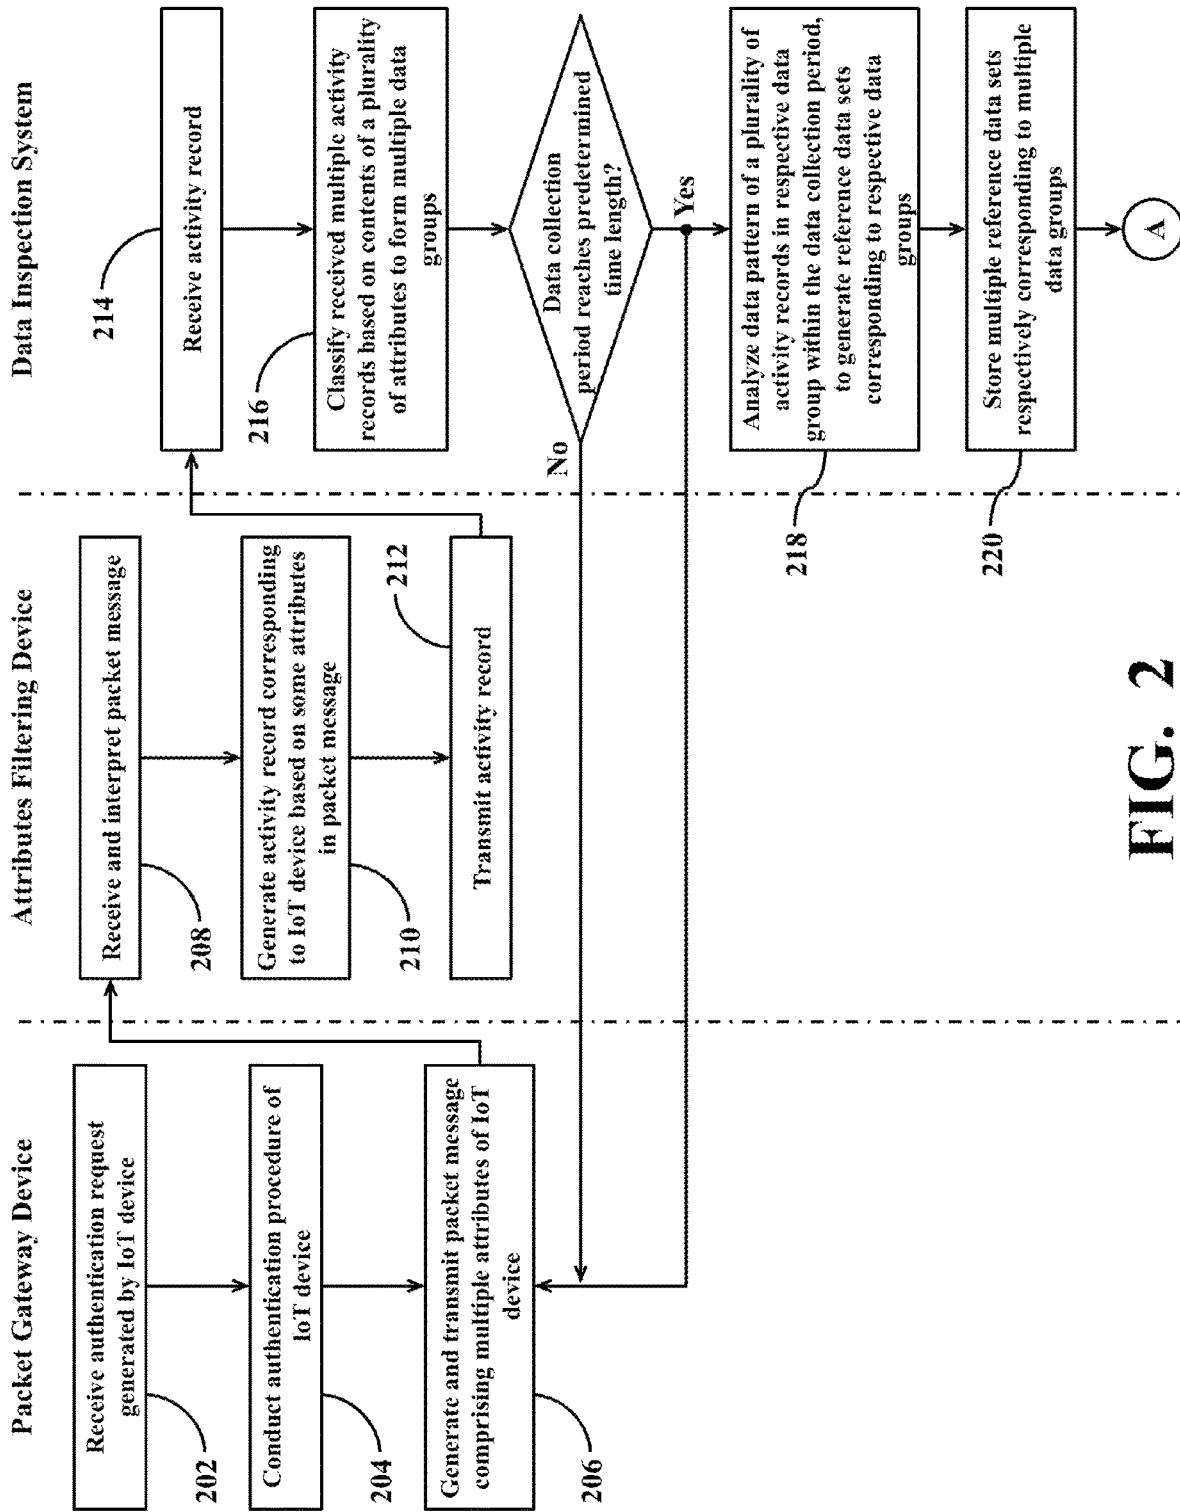 Packet Gateway Device
Receive authentication request
generated by IoT device
202
Conduct authentication procedure of
IoT device
204
Generate and transmit packet message
comprising multiple attributes of IoT
device
206
Attributes Filtering Device
Receive and interpret packet message
208
Generate activity record corresponding
to IoT device based on some attributes
in packet message
210
212
Transmit activity record
Data Inspection System
214
Receive activity record
216
Classify received multiple activity
records based on contents of a plurality
of attributes to form multiple data
groups
Data collection
period reaches predetermined
time length?
No
Yes
Analyze data pattern of a plurality of
activity records in respective data
group within the data collection period,
to generate reference data sets
corresponding to respective data
groups
218
Store multiple reference data sets
respectively corresponding to multiple
data groups
220
A
FIG. 2